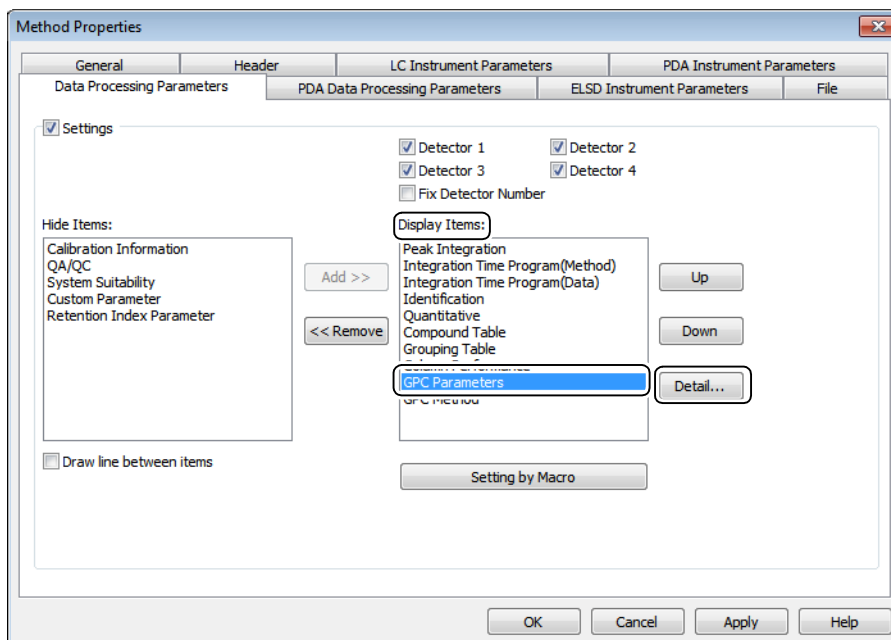 Method Properties
General
Header
LC Instrument Parameters
PDA Instrument Parameters
Data Processing Parameters
PDA Data Processing Parameters
ELSD Instrument Parameters
File
Settings
Detector 1
Detector 2
Detector 3
Detector 4
Fix Detector Number
Hide Items:
Calibration Information
QA/QC
System Suitability
Custom Parameter
Retention Index Parameter
Add >>
<< Remove
Display Items:
Peak Integration
Integration Time Program(Method)
Integration Time Program(Data)
Identification
Quantitative
Compound Table
Grouping Table
Column Performance
GPC Parameters
GPC Method
Up
Down
Detail...
Draw line between items
Setting by Macro
OK
Cancel
Apply
Help